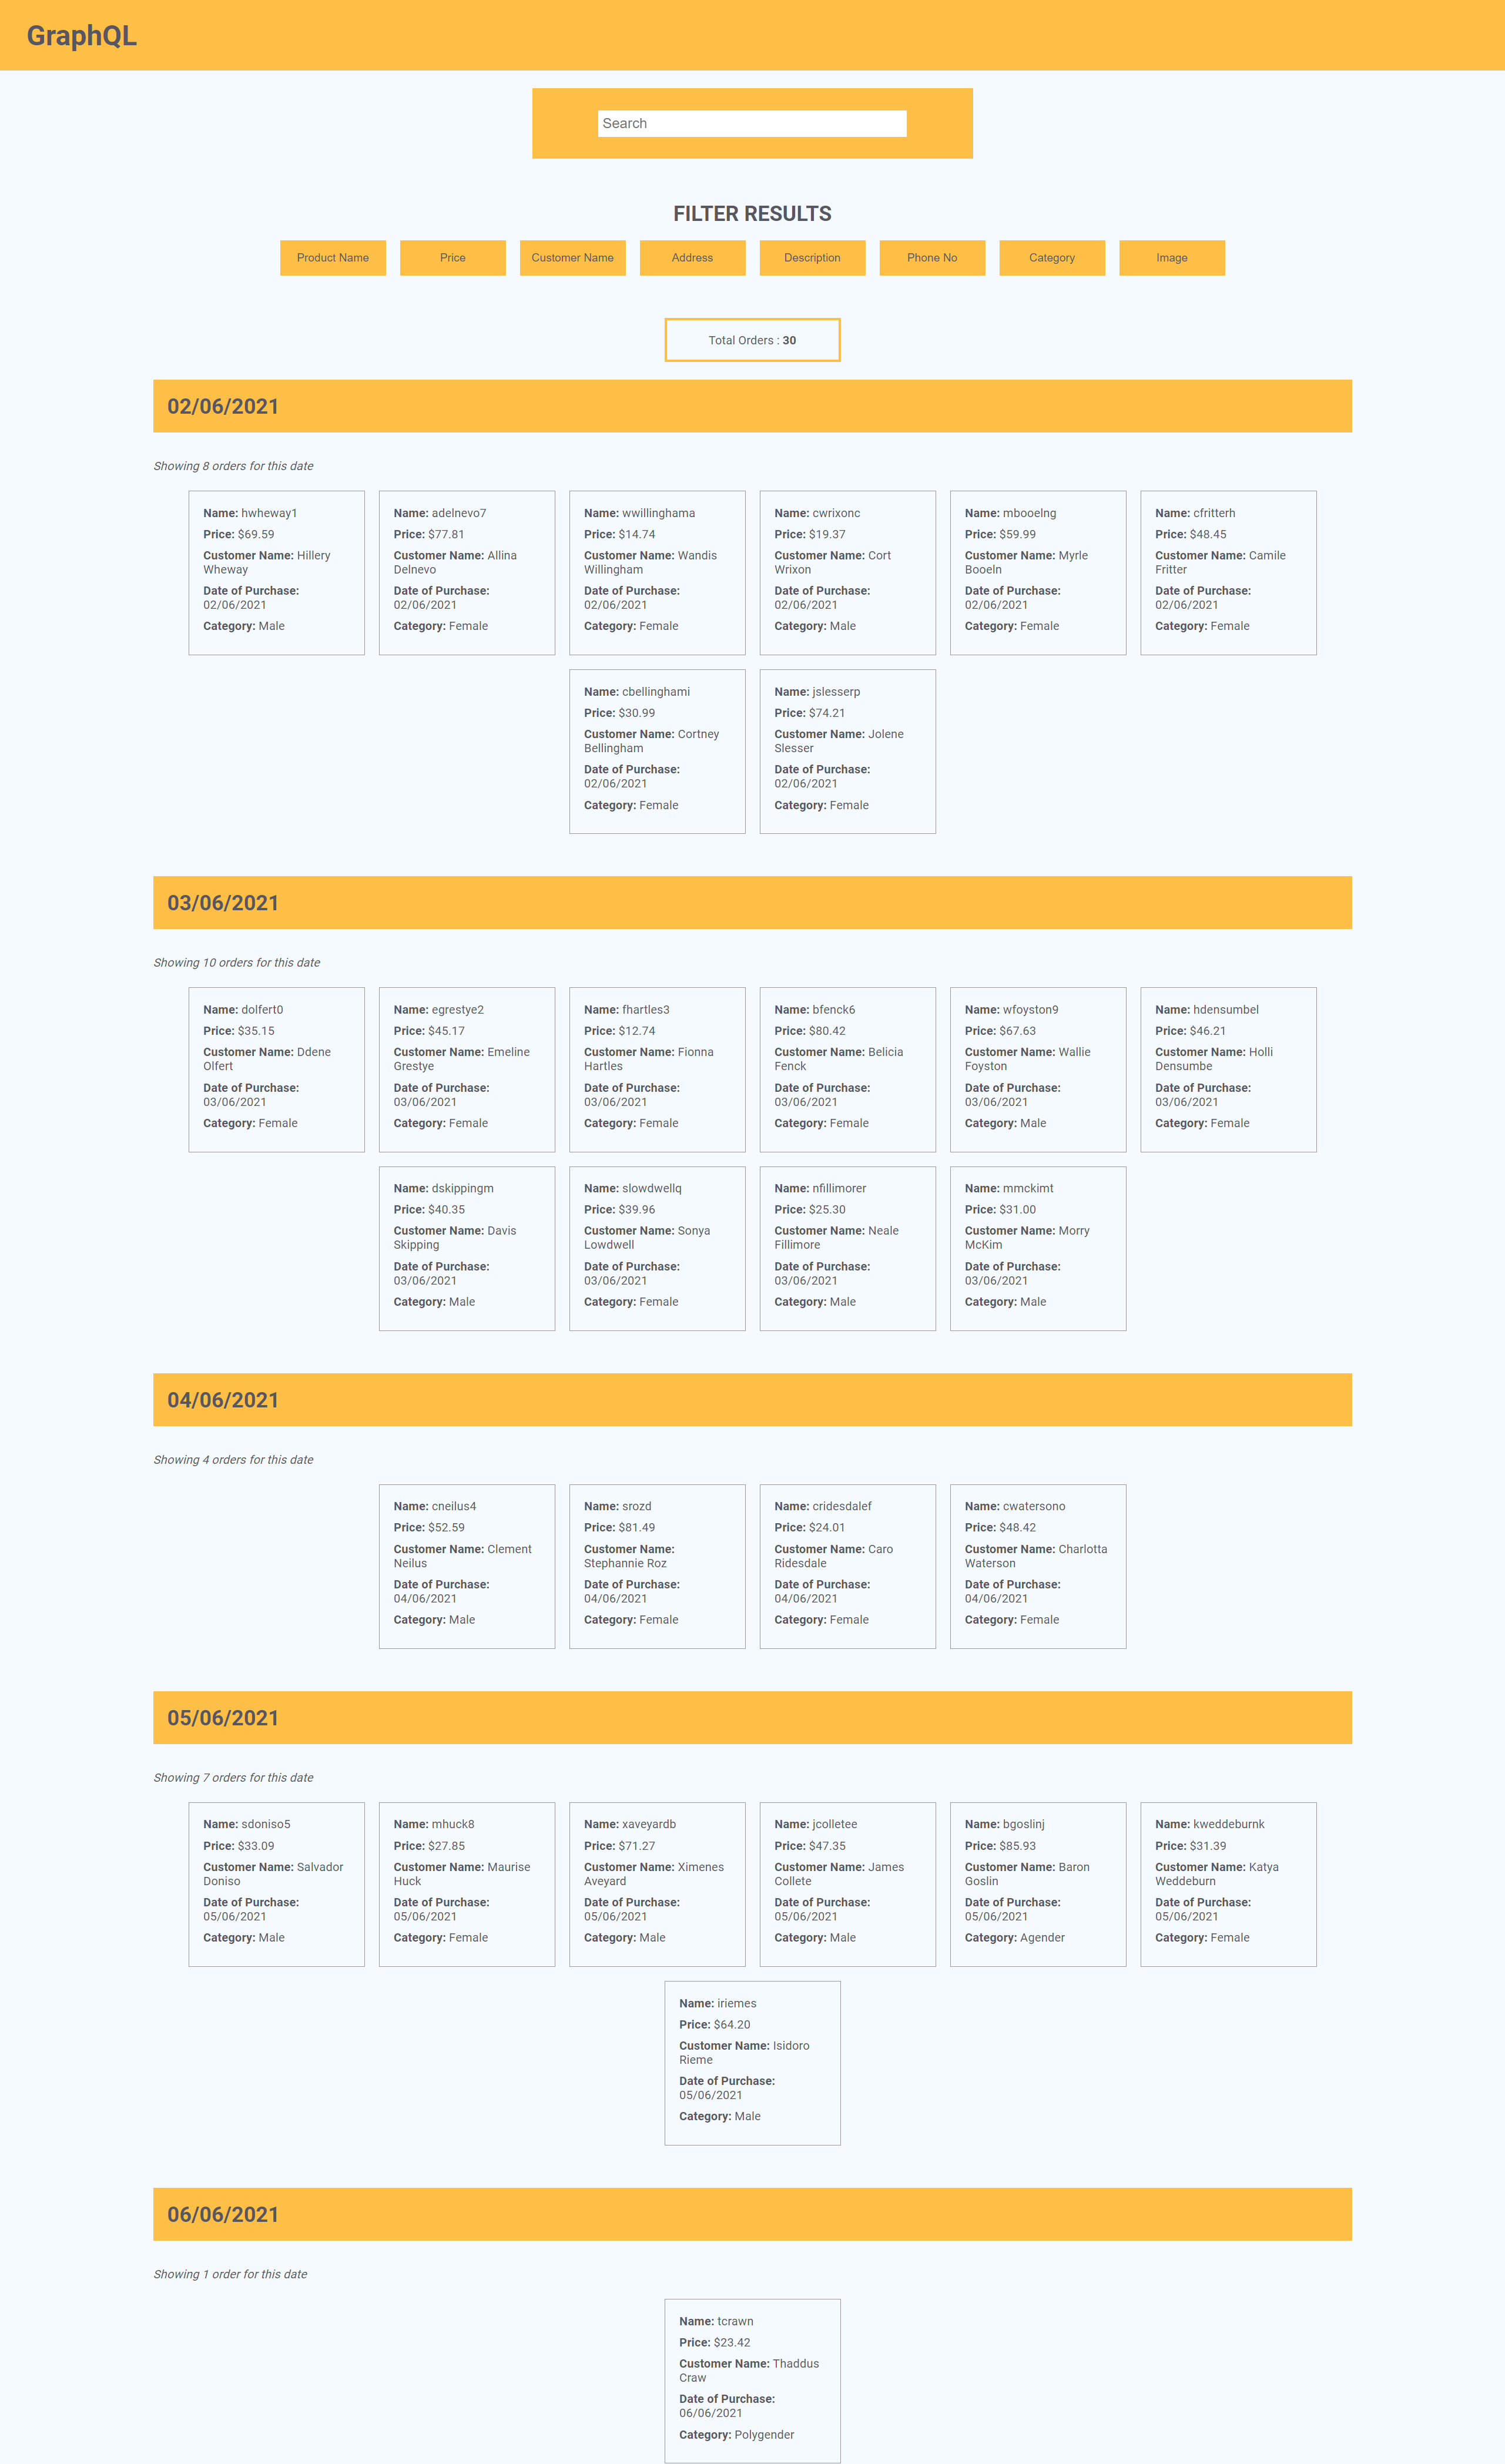 GraphQL
Search
FILTER RESULTS
Product Name
Price
Customer Name
Address
Description
Phone No
Category
Image
Total Orders : 30
02/06/2021
Showing 8 orders for this date
Name: hwheway1
Price: $69.59
Customer Name: Hillery
Wheway
Date of Purchase:
02/06/2021
Category: Male
Name: adelnevo7
Price: $77.81
Customer Name: Allina
Delnevo
Date of Purchase:
02/06/2021
Category: Female
Name: wwillinghama
Price: $14.74
Customer Name: Wandis
Willingham
Date of Purchase:
02/06/2021
Category: Female
Name: cwrixonc
Price: $19.37
Customer Name: Cort
Wrixon
Date of Purchase:
02/06/2021
Category: Male
Name: mbooelng
Price: $59.99
Customer Name: Myrle
Booeln
Date of Purchase:
02/06/2021
Category: Female
Name: cfritterh
Price: $48.45
Customer Name: Camile
Fritter
Date of Purchase:
02/06/2021
Category: Female
Name: cbellinghami
Price: $30.99
Customer Name: Cortney
Bellingham
Date of Purchase:
02/06/2021
Category: Female
Name: jslesserp
Price: $74.21
Customer Name: Jolene
Slesser
Date of Purchase:
02/06/2021
Category: Female
03/06/2021
Showing 10 orders for this date
Name: dolfert0
Price: $35.15
Customer Name: Ddene
Olfert
Date of Purchase:
03/06/2021
Category: Female
Name: egrestye2
Price: $45.17
Customer Name: Emeline
Grestye
Date of Purchase:
03/06/2021
Category: Female
Name: fhartles3
Price: $12.74
Customer Name: Fionna
Hartles
Date of Purchase:
03/06/2021
Category: Female
Name: bfenck6
Price: $80.42
Customer Name: Belicia
Fenck
Date of Purchase:
03/06/2021
Category: Female
Name: wfoyston9
Price: $67.63
Customer Name: Wallie
Foyston
Date of Purchase:
03/06/2021
Category: Male
Name: hdensumbel
Price: $46.21
Customer Name: Holli
Densumbe
Date of Purchase:
03/06/2021
Category: Female
Name: dskippingm
Price: $40.35
Customer Name: Davis
Skipping
Date of Purchase:
03/06/2021
Category: Male
Name: slowdwellq
Price: $39.96
Customer Name: Sonya
Lowdwell
Date of Purchase:
03/06/2021
Category: Female
Name: nfillimorer
Price: $25.30
Customer Name: Neale
Fillimore
Date of Purchase:
03/06/2021
Category: Male
Name: mmckimt
Price: $31.00
Customer Name: Morry
McKim
Date of Purchase:
03/06/2021
Category: Male
04/06/2021
Showing 4 orders for this date
Name: cneilus4
Price: $52.59
Customer Name: Clement
Neilus
Date of Purchase:
04/06/2021
Category: Male
Name: srozd
Price: $81.49
Customer Name:
Stephannie Roz
Date of Purchase:
04/06/2021
Category: Female
Name: cridesdalef
Price: $24.01
Customer Name: Caro
Ridesdale
Date of Purchase:
04/06/2021
Category: Female
Name: cwatersono
Price: $48.42
Customer Name: Charlotta
Waterson
Date of Purchase:
04/06/2021
Category: Female
05/06/2021
Showing 7 orders for this date
Name: sdoniso5
Price: $33.09
Customer Name: Salvador
Doniso
Date of Purchase:
05/06/2021
Category: Male
Name: mhuck8
Price: $27.85
Customer Name: Maurise
Huck
Date of Purchase:
05/06/2021
Category: Female
Name: xaveyardb
Price: $71.27
Customer Name: Ximenes
Aveyard
Date of Purchase:
05/06/2021
Category: Male
Name: jcolletee
Price: $47.35
Customer Name: James
Collete
Date of Purchase:
05/06/2021
Category: Male
Name: bgoslinj
Price: $85.93
Customer Name: Baron
Goslin
Date of Purchase:
05/06/2021
Category: Agender
Name: kweddeburnk
Price: $31.39
Customer Name: Katya
Weddeburn
Date of Purchase:
05/06/2021
Category: Female
Name: iriemes
Price: $64.20
Customer Name: Isidoro
Rieme
Date of Purchase:
05/06/2021
Category: Male
06/06/2021
Showing 1 order for this date
Name: tcrawn
Price: $23.42
Customer Name: Thaddus
Craw
Date of Purchase:
06/06/2021
Category: Polygender